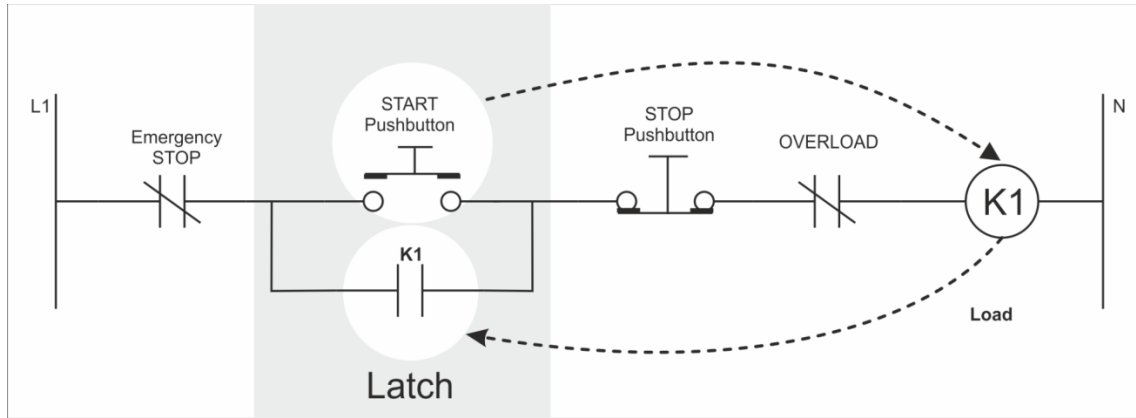 L1
Emergency
STOP
START
Pushbutton
STOP
Pushbutton
OVERLOAD
N
K1
K1
Load
Latch